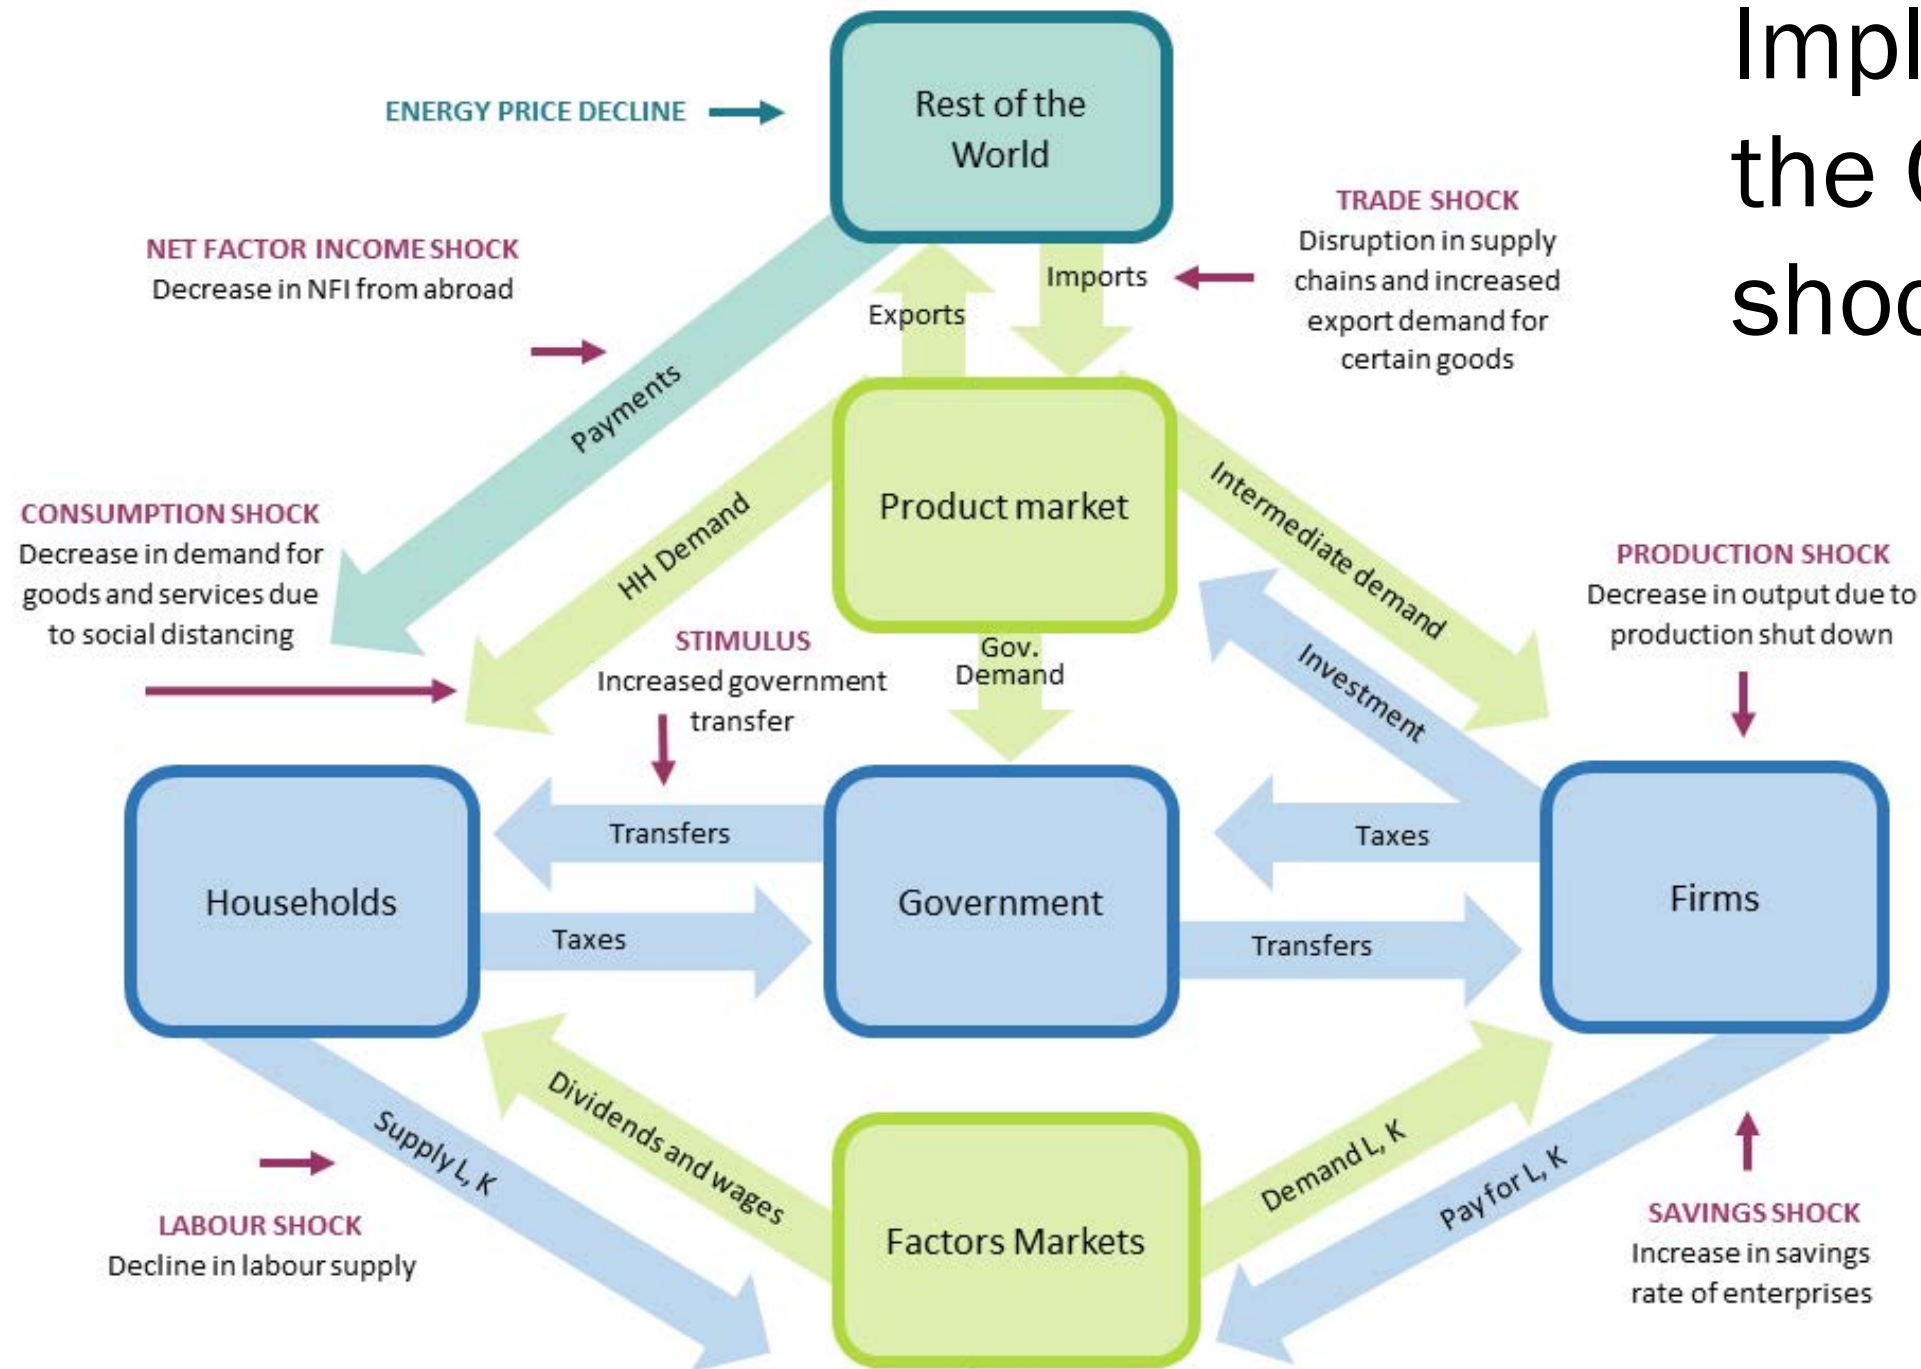 Impl
the
shoc
Rest of the
World
ENERGY PRICE DECLINE
NET FACTOR INCOME SHOCK
Decrease in NFI from abroad
TRADE SHOCK
Disruption in supply
chains and increased
export demand for
certain goods
Imports
Exports
Payments
HH Demand
Product market
Intermediate demand
CONSUMPTION SHOCK
Decrease in demand for
goods and services due
to social distancing
STIMULUS
Increased government
transfer
Gov.
Demand
Investment
PRODUCTION SHOCK
Decrease in output due to
production shut down
Households
Transfers
Taxes
Government
Taxes
Transfers
Firms
Supply L, K
Dividends and wages
Factors Markets
Demand L, K
Pay for L, K
LABOUR SHOCK
Decline in labour supply
SAVINGS SHOCK
Increase in savings
rate of enterprises